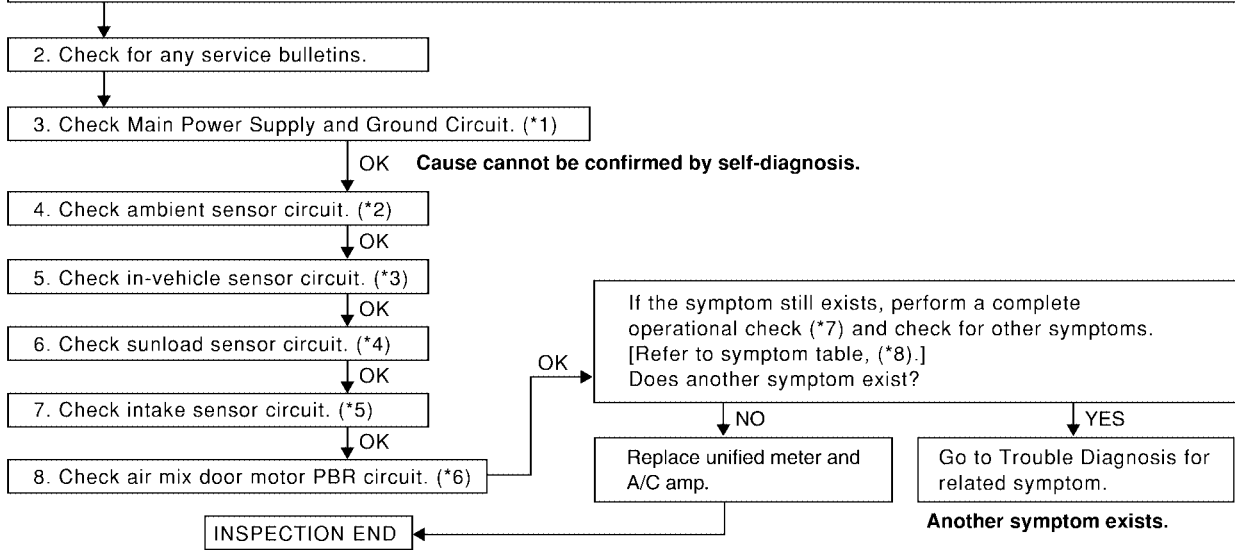 2. Check for any service bulletins.
3. Check Main Power Supply and Ground Circuit. (*1)
OK
Cause cannot be confirmed by self-diagnosis.
4. Check ambient sensor circuit. (*2)
OK
5. Check in-vehicle sensor circuit. (*3)
OK
6. Check sunload sensor circuit. (*4)
OK
7. Check intake sensor circuit. (*5)
OK
8. Check air mix door motor PBR circuit. (*6)
OK
If the symptom still exists, perform a complete
operational check (*7) and check for other symptoms.
[Refer to symptom table, (*8).]
Does another symptom exist?
NO
YES
Replace unified meter and
A/C amp.
Go to Trouble Diagnosis for
related symptom.
Another symptom exists.
INSPECTION END